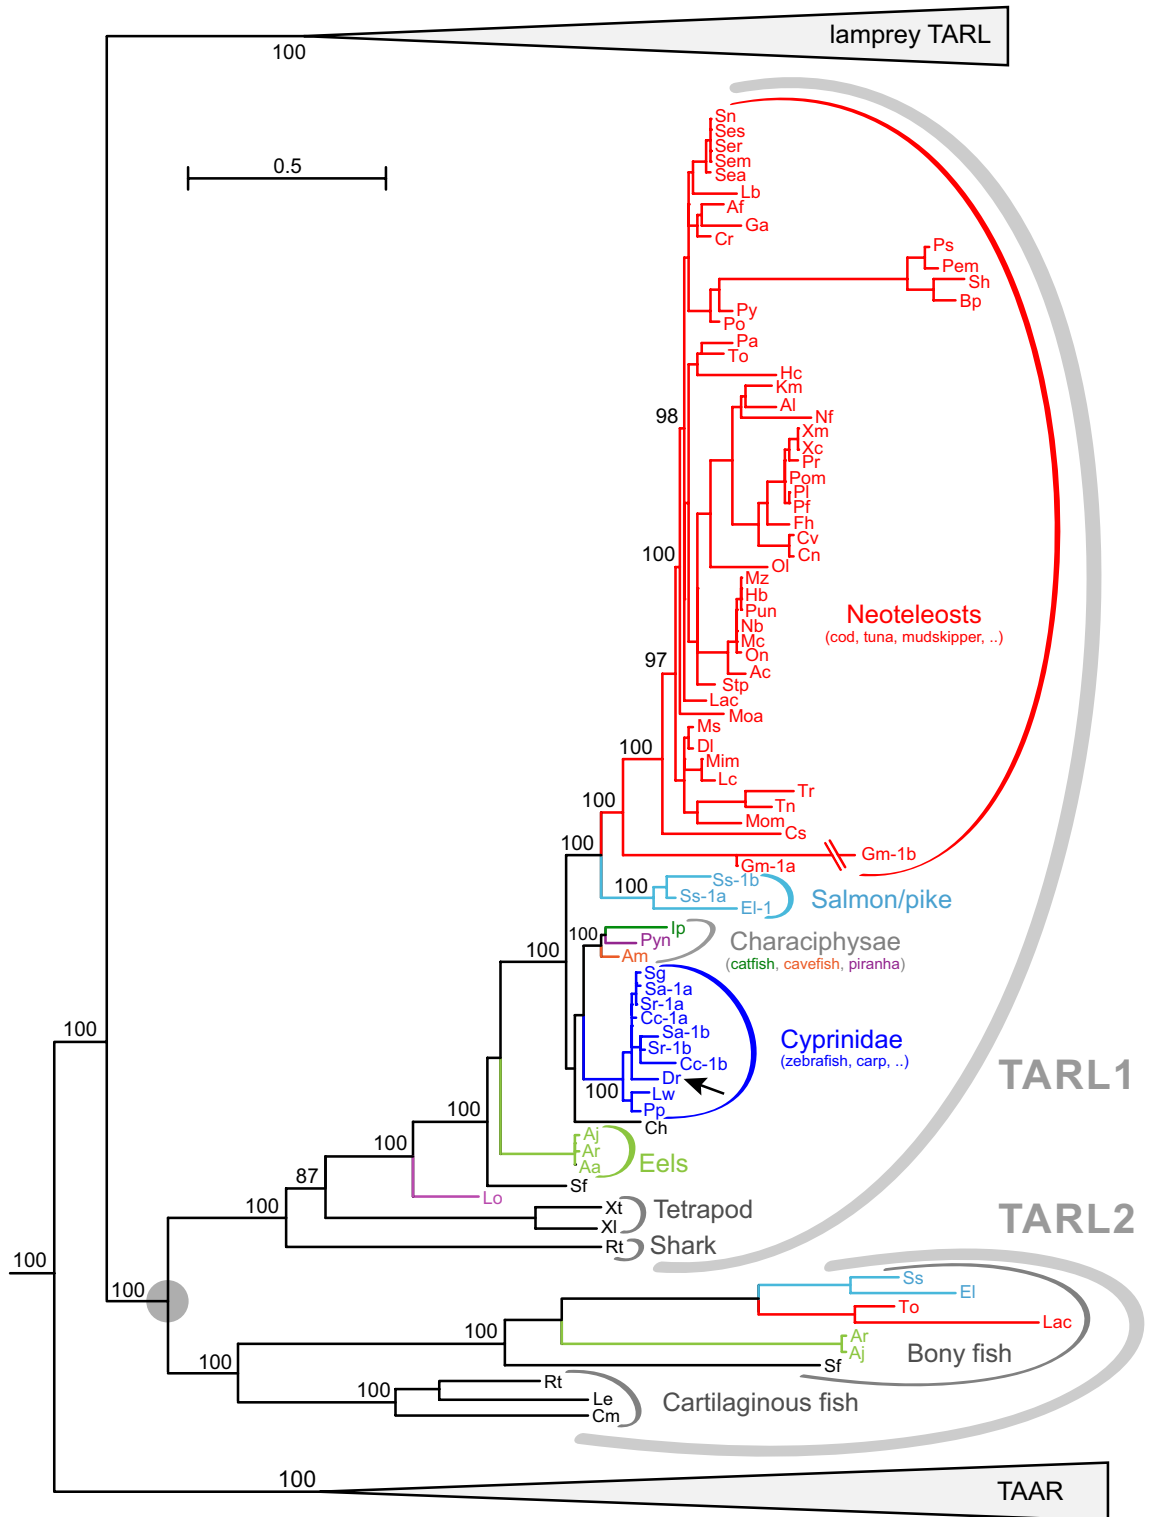 lamprey TARL
100
0.5
Sn
Ses
Ser
Sem
Sea
Lb
Af
Ga
Cr
Ps
Pem
Sh
Bp
Py
Po
Pa
To
Hc
Km
Al
98
Nf
Xm
Xc
Pr
Pom
Pl
Pf
Fh
Cv
Cn
100
Ol
Mz
Hb
Pun
Nb
Mc
On
Neoteleosts
(cod, tuna, mudskipper, ..)
97
Ac
Stp
Lac
Moa
Ms
Dl
100
Mim
Lc
Tr
100
Tn
Mom
Cs
100
Gm-1b
Gm-1a
100
Ss-1b
Ss-1a
El-1
Salmon/pike
100
Ip
Pyn
Am
Characiphysae
(catfish, cavefish, piranha)
100
Sg
Sa-1a
Sr-1a
Cc-1a
Sa-1b
Sr-1b
Cc-1b
Dr
Cyprinidae
(zebrafish, carp, ..)
100
Lw
Pp
Ch
100
TARL1
100
Aj
Ar
Aa
Eels
100
87
Sf
Lo
100
Xt
Xl
Tetrapod
Rt
Shark
TARL2
100
100
Ss
El
To
Lac
100
Ar
Aj
Sf
Bony fish
100
100
Rt
Le
Cm
Cartilaginous fish
100
TAAR